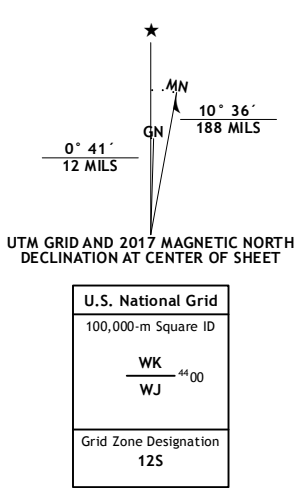 ★
MN
10° 36´
188 MILS
GN
0° 41´
12 MILS
UTM GRID AND 2017 MAGNETIC NORTH
DECLINATION AT CENTER OF SHEET
U.S. National Grid
100,000-m Square ID
WK
⁴⁴00
WJ
Grid Zone Designation
12S